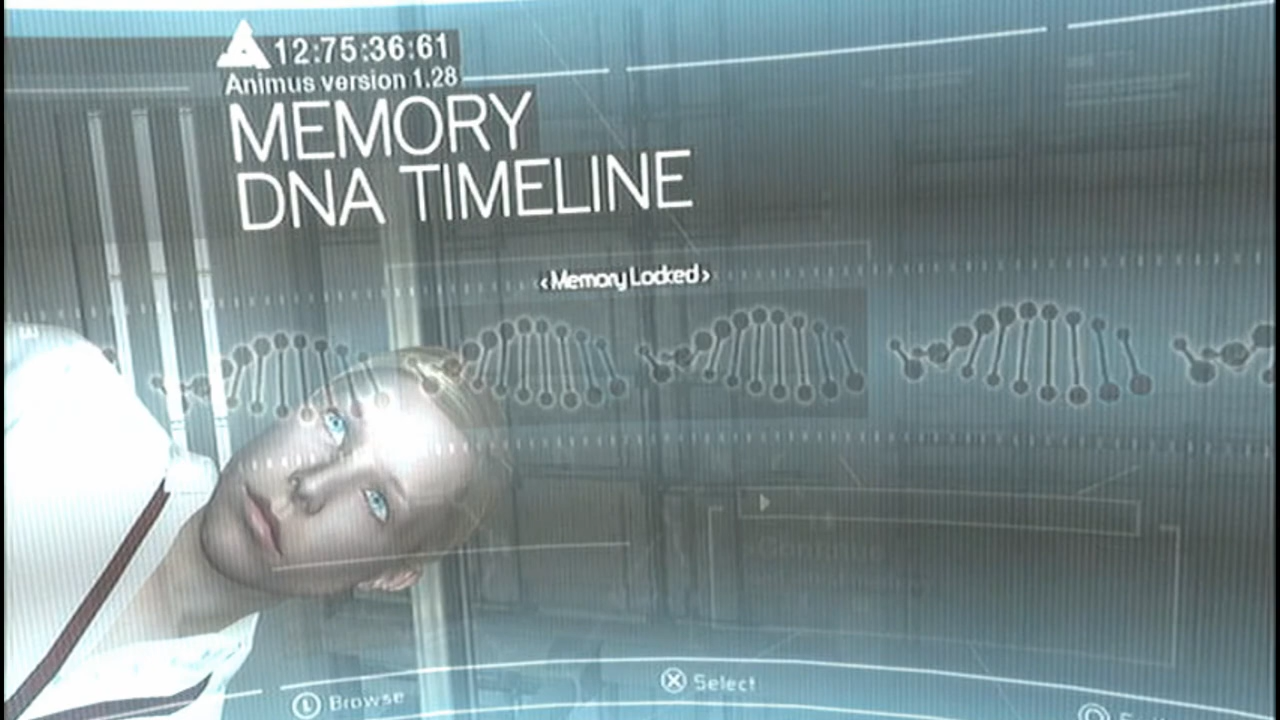 12:75:36:61
Animus version 1.28
MEMORY
DNA TIMELINE
‹Memory Locked›
L Browse
X Select